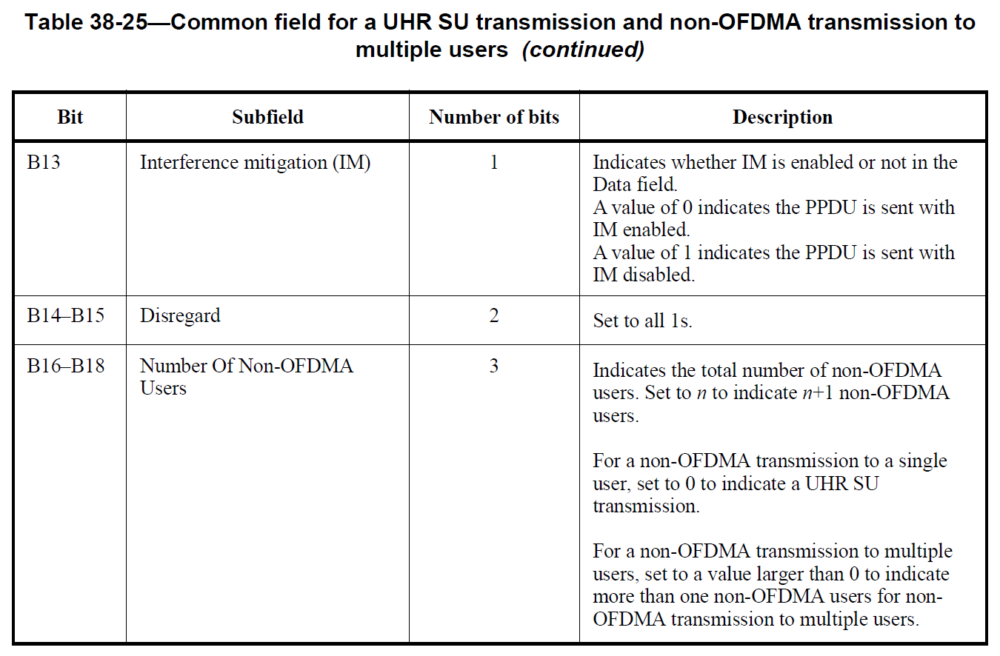 Table 38-25—Common field for a UHR SU transmission and non-OFDMA transmission to
multiple users (continued)
Bit Subfield Number of bits Description
B13 Interference mitigation (IM) 1 Indicates whether IM is enabled or not in the
Data field.
A value of 0 indicates the PPDU is sent with
IM enabled.
A value of 1 indicates the PPDU is sent with
IM disabled.
B14–B15 Disregard 2 Set to all 1s.
B16–B18 Number Of Non-OFDMA 3 Indicates the total number of non-OFDMA
Users users. Set to n to indicate n+1 non-OFDMA
users.
For a non-OFDMA transmission to a single
user, set to 0 to indicate a UHR SU
transmission.
For a non-OFDMA transmission to multiple
users, set to a value larger than 0 to indicate
more than one non-OFDMA users for non-
OFDMA transmission to multiple users.